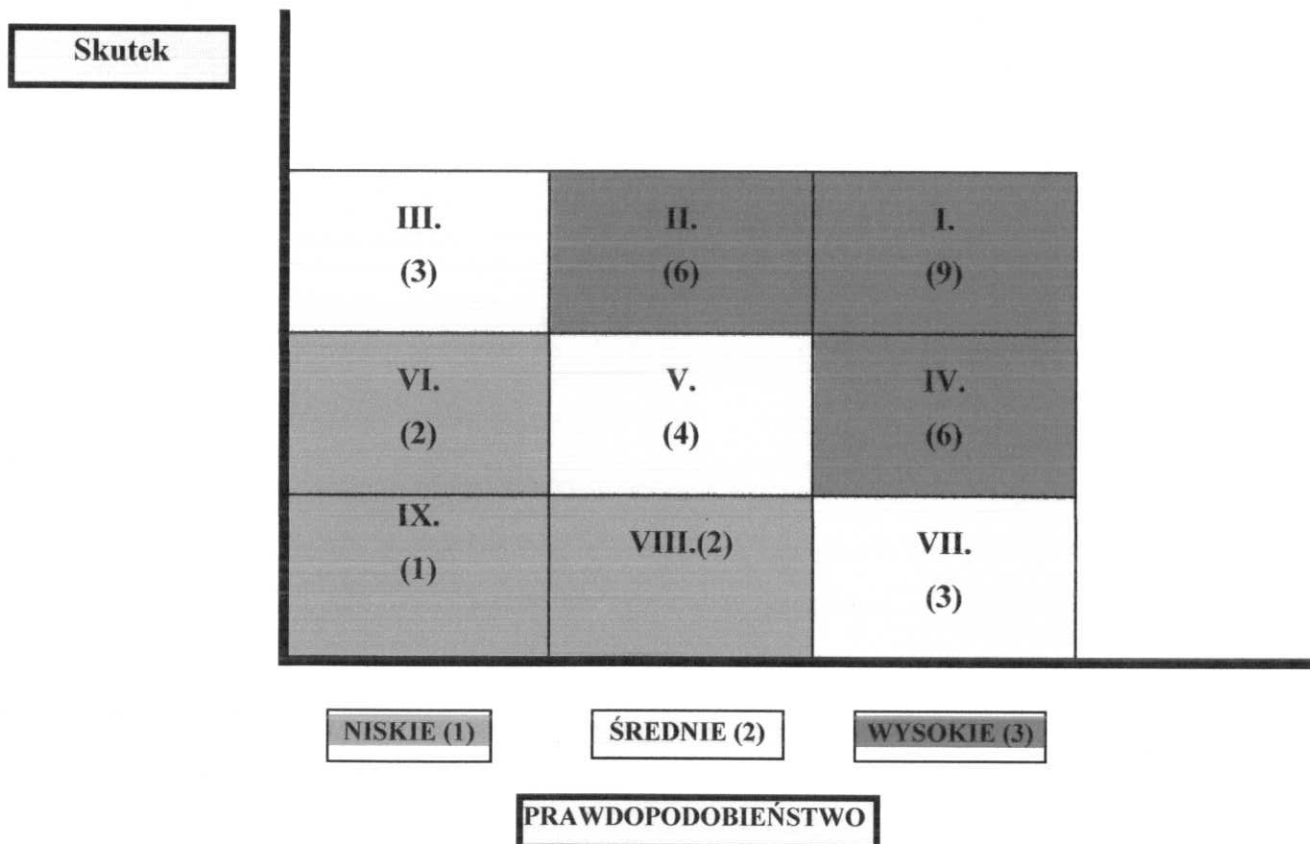 Skutek
III.
(3)
II.
(6)
I.
(9)
VI.
(2)
V.
(4)
IV.
(6)
IX.
(1)
VIII.(2)
VII.
(3)
NISKIE (1)
ŚREDNIE (2)
WYSOKIE (3)
PRAWDOPODOBIEŃSTWO